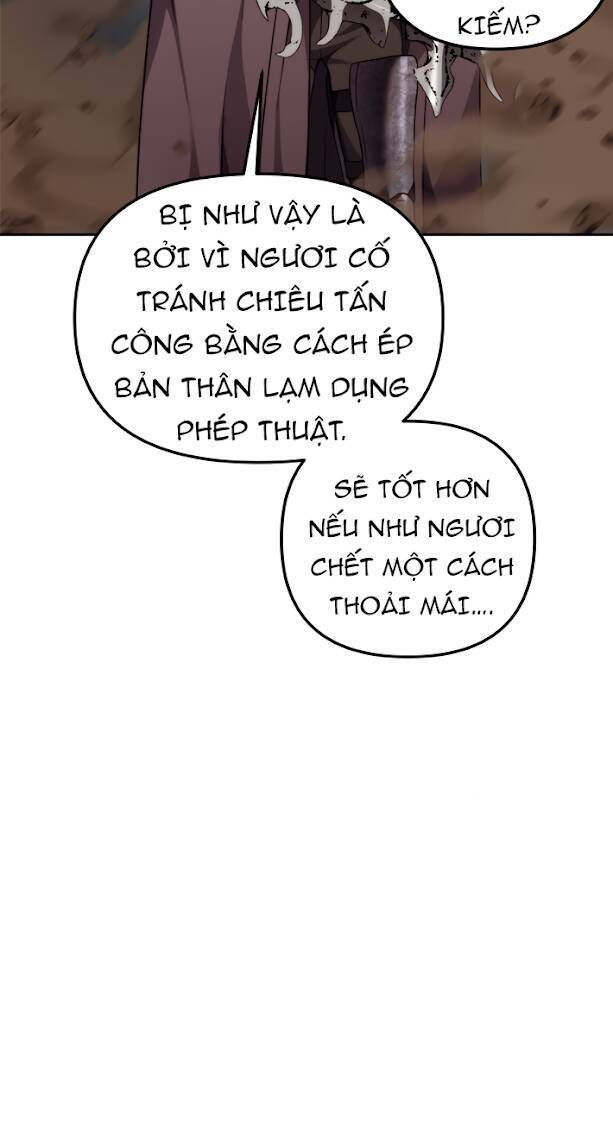 KIẾM?
BỊ NHƯ VẬY LÀ
BỞI VÌ NGƯƠI CỐ
TRÁNH CHIÊU TẤN
CÔNG BẰNG CÁCH ÉP
BẢN THÂN LẠM DỤNG
PHÉP THUẬT.
SẼ TỐT HƠN
NẾU NHƯ NGƯƠI
CHẾT MỘT CÁCH
THOẢI MÁI....